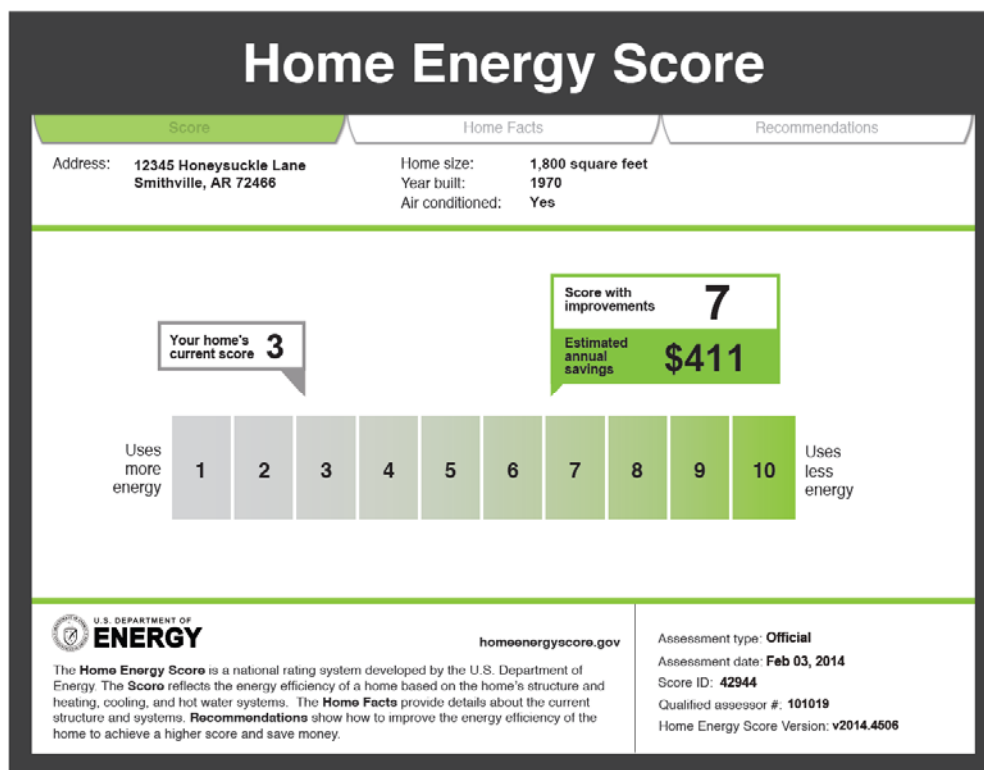 Home Energy Score
Score
Home Facts
Recommendations
Address:
12345 Honeysuckle Lane
Smithville, AR 72466
Home size: 1,800 square feet
Year built: 1970
Air conditioned: Yes
Score with
improvements
7
Estimated
annual
savings
$411
Your home's
current score
3
Uses
more
energy
1 2 3 4 5 6 7 8 9 10
Uses
less
energy
U.S. DEPARTMENT OF
ENERGY
homeenergyscore.gov
The Home Energy Score is a national rating system developed by the U.S. Department of
Energy. The Score reflects the energy efficiency of a home based on the home's structure and
heating, cooling, and hot water systems. The Home Facts provide details about the current
structure and systems. Recommendations show how to improve the energy efficiency of the
home to achieve a higher score and save money.
Assessment type: Official
Assessment date: Feb 03, 2014
Score ID: 42944
Qualified assessor #: 101019
Home Energy Score Version: v2014.4506